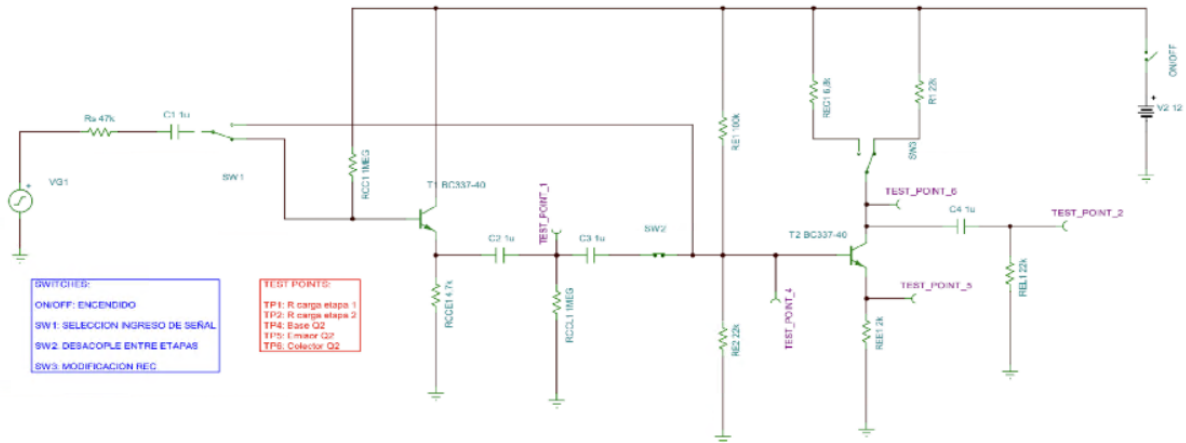 ON/OFF
V2 12
REC1 6,8k
R1 22k
RE1 100k
SW3
Rs 47k
C1 1u
SW1
VG1
RCC1 1MEG
T1 BC337-40
TEST_POINT_1
C2 1u
C3 1u
SW2
TEST_POINT_6
C4 1u
TEST_POINT_2
T2 BC337-40
TEST_POINT_4
TEST_POINT_5
RCCE1 4,7k
RCCL1 1MEG
RE2 22k
REE1 2k
REL1 22k
SWITCHES:
ON/OFF: ENCENDIDO
SW1: SELECCION INGRESO DE SEÑAL
SW2: DESACOPLE ENTRE ETAPAS
SW3: MODIFICACION REC
TEST POINTS:
TP1: R carga etapa 1
TP2: R carga etapa 2
TP4: Base Q2
TP5: Emisor Q2
TP6: Colector Q2